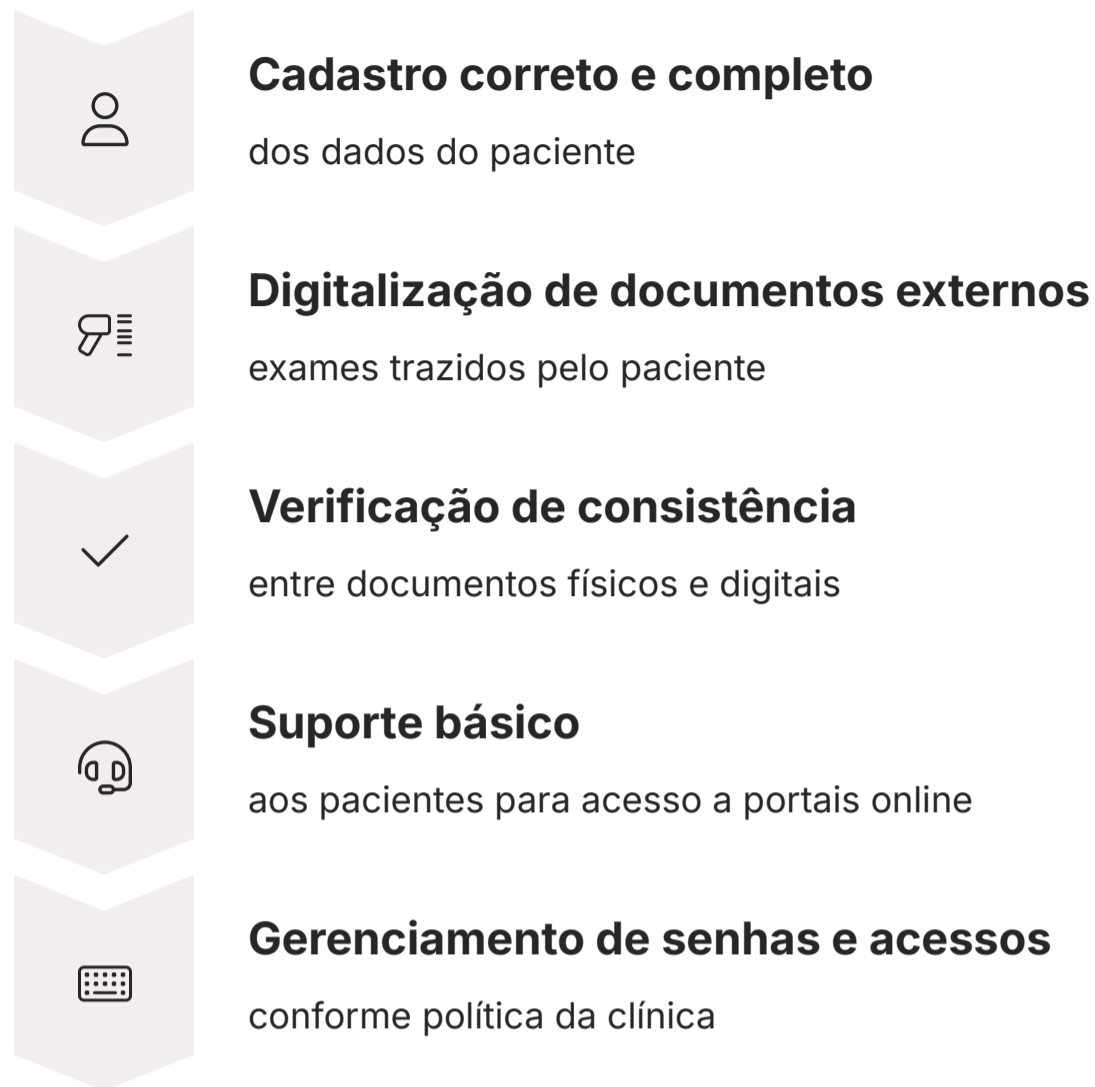 Cadastro correto e completo
dos dados do paciente
Digitalização de documentos externos
exames trazidos pelo paciente
Verificação de consistência
entre documentos físicos e digitais
Suporte básico
aos pacientes para acesso a portais online
Gerenciamento de senhas e acessos
conforme política da clínica